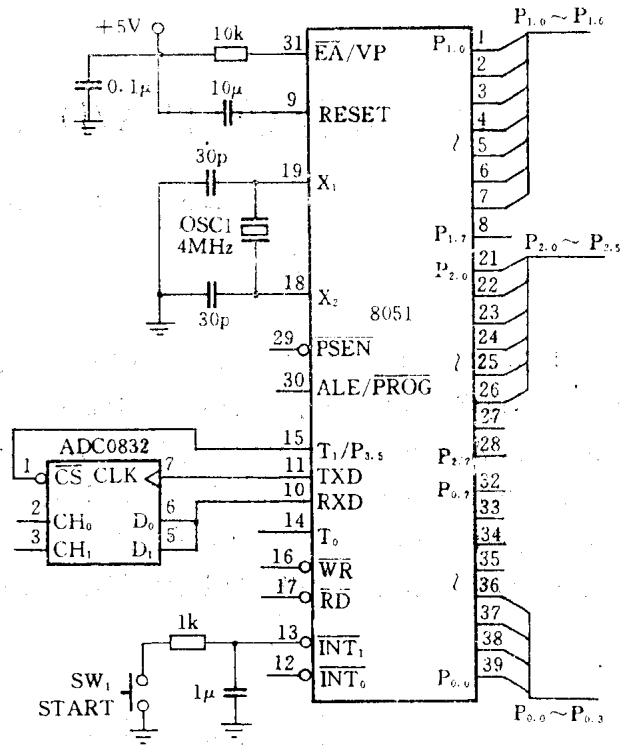 +5V
10k
31
EA/VP
P1.0
1
P1.0~P1.6
0.1μ
10μ
9
RESET
2
3
4
~
5
6
7
30p
19
X1
OSC1
4MHz
P1.7
8
18
X2
30p
8051
P2.0
21
P2.0~P2.5
22
23
24
~
25
26
27
P2.7
28
29
PSEN
30
ALE/PROG
ADC0832
15
T1/P3.5
1
CS
CLK
7
11
TXD
10
RXD
2
CH0
D0
6
3
CH1
D1
5
14
T0
16
WR
17
RD
P0.7
32
33
34
35
~
36
37
38
P0.0
39
P0.0~P0.3
1k
13
INT1
12
INT0
SW1
START
1μ